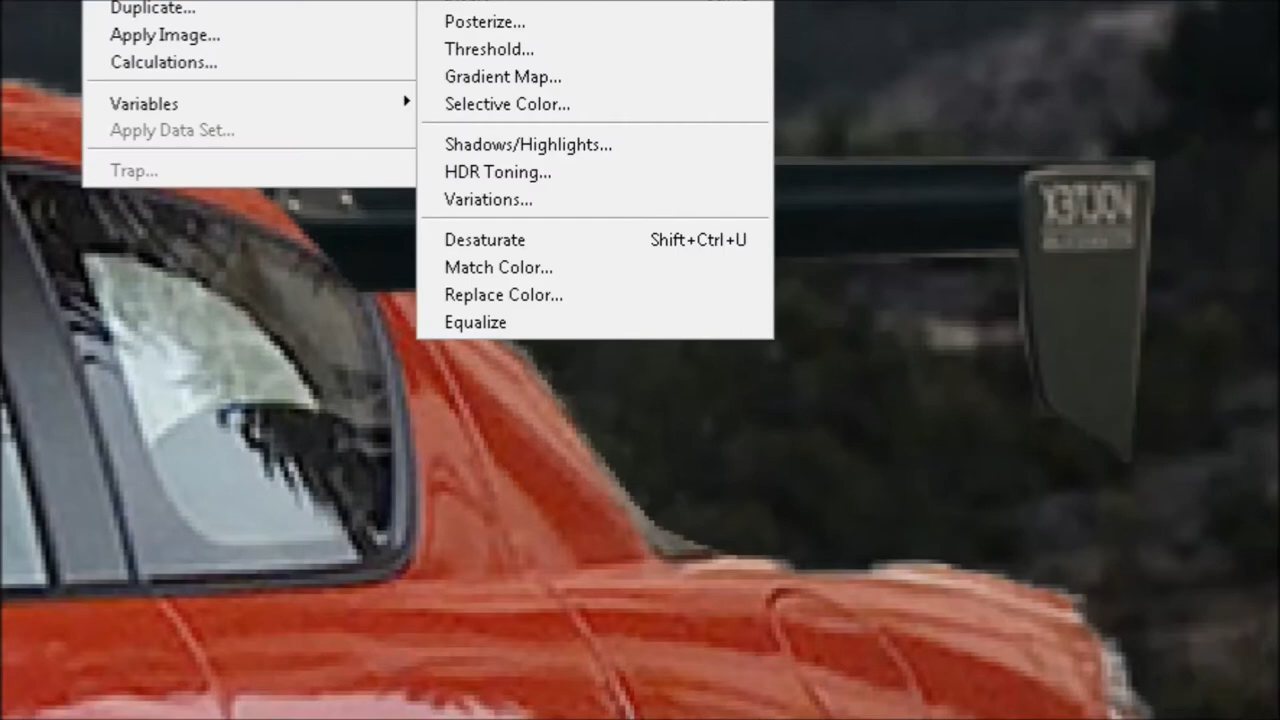 Duplicate...
Apply Image...
Calculations...
Variables
Apply Data Set...
Trap...
Posterize...
Threshold...
Gradient Map...
Selective Color...
Shadows/Highlights...
HDR Toning...
Variations...
Desaturate Shift+Ctrl+U
Match Color...
Replace Color...
Equalize